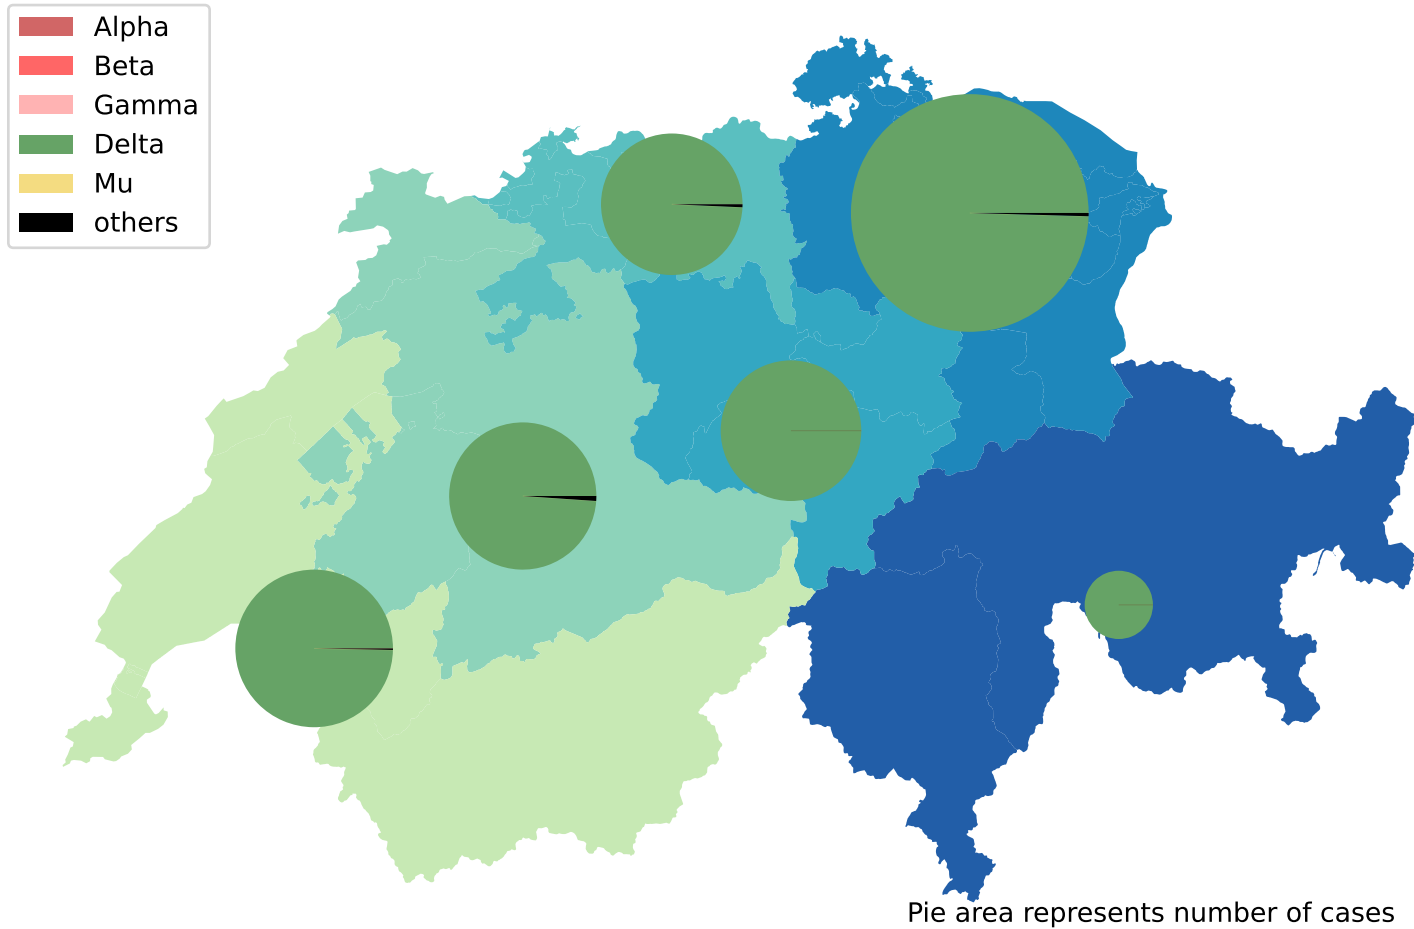 Alpha
Beta
Gamma
Delta
Mu
others
Pie area represents number of cases